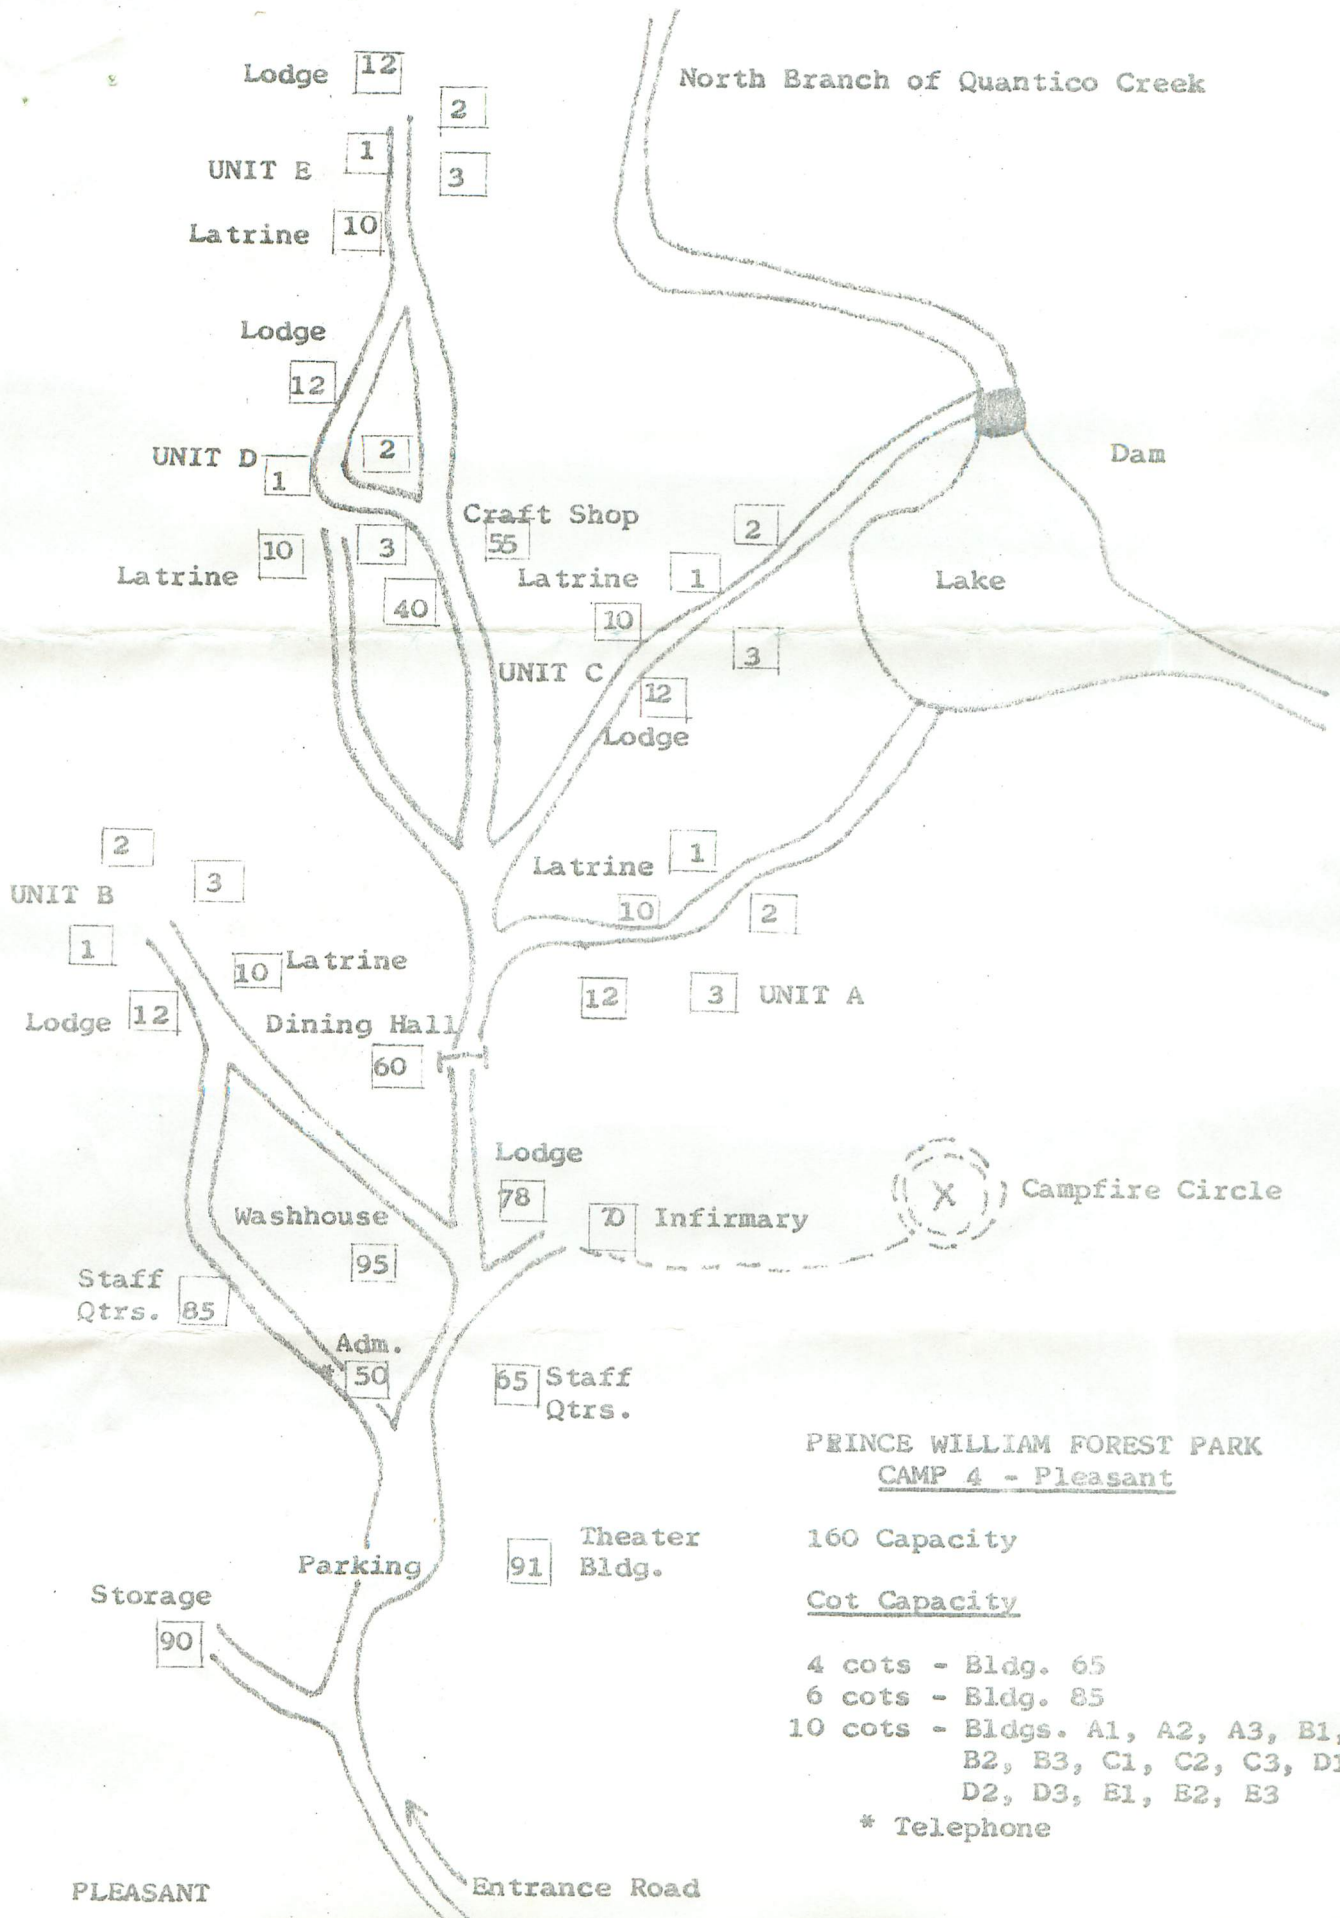 Lodge 12
North Branch of Quantico Creek
2
1
UNIT E
3
Latrine 10
Lodge
12
UNIT D
2
1
Craft Shop
55
2
10
3
Latrine
Latrine
1
Lake
Dam
40
10
UNIT C
3
12
Lodge
2
3
UNIT B
1
Latrine
1
10
2
10 Latrine
12
3 UNIT A
Lodge 12
Dining Hall
60
Lodge
78
70 Infirmary
X
Campfire Circle
Washhouse
95
Staff
Qtrs. 85
Adm.
* 50
65 Staff
Qtrs.
PRINCE WILLIAM FOREST PARK
CAMP 4 - Pleasant
160 Capacity
Parking
91
Theater
Bldg.
Storage
90
Cot Capacity
4 cots - Bldg. 65
6 cots - Bldg. 85
10 cots - Bldgs. A1, A2, A3, B1,
B2, B3, C1, C2, C3, D1
D2, D3, E1, E2, E3
* Telephone
Entrance Road
PLEASANT